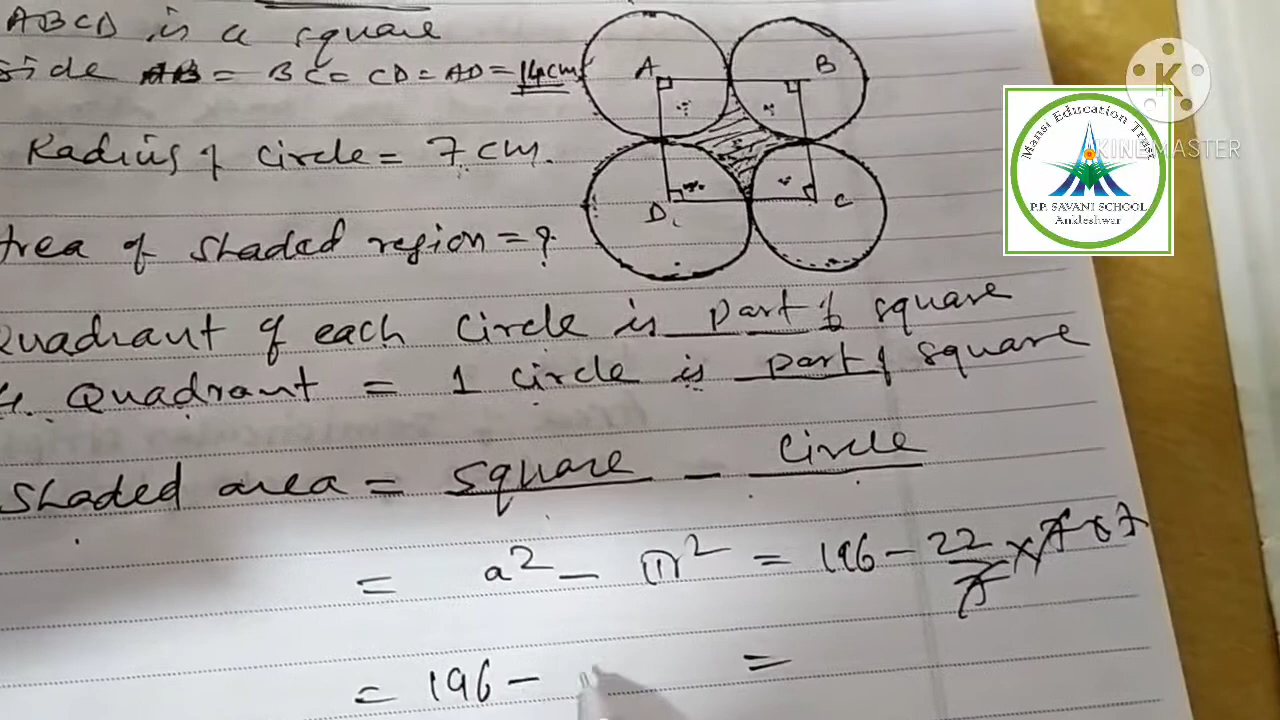 ABCD is a square
side AB = BC = CD = AD = 14cm
Radius of circle = 7 cm.
Area of shaded region = ?
Quadrant of each circle is part of square
4. Quadrant = 1 circle is part of square
Shaded area = square - circle
= a² - πr² = 196 - 22/7 × 7 × 7
= 196 - =
A B
D C
K
KINEMASTER
Mansi Education Trust
P.P. SAVANI SCHOOL
Ankleshwar